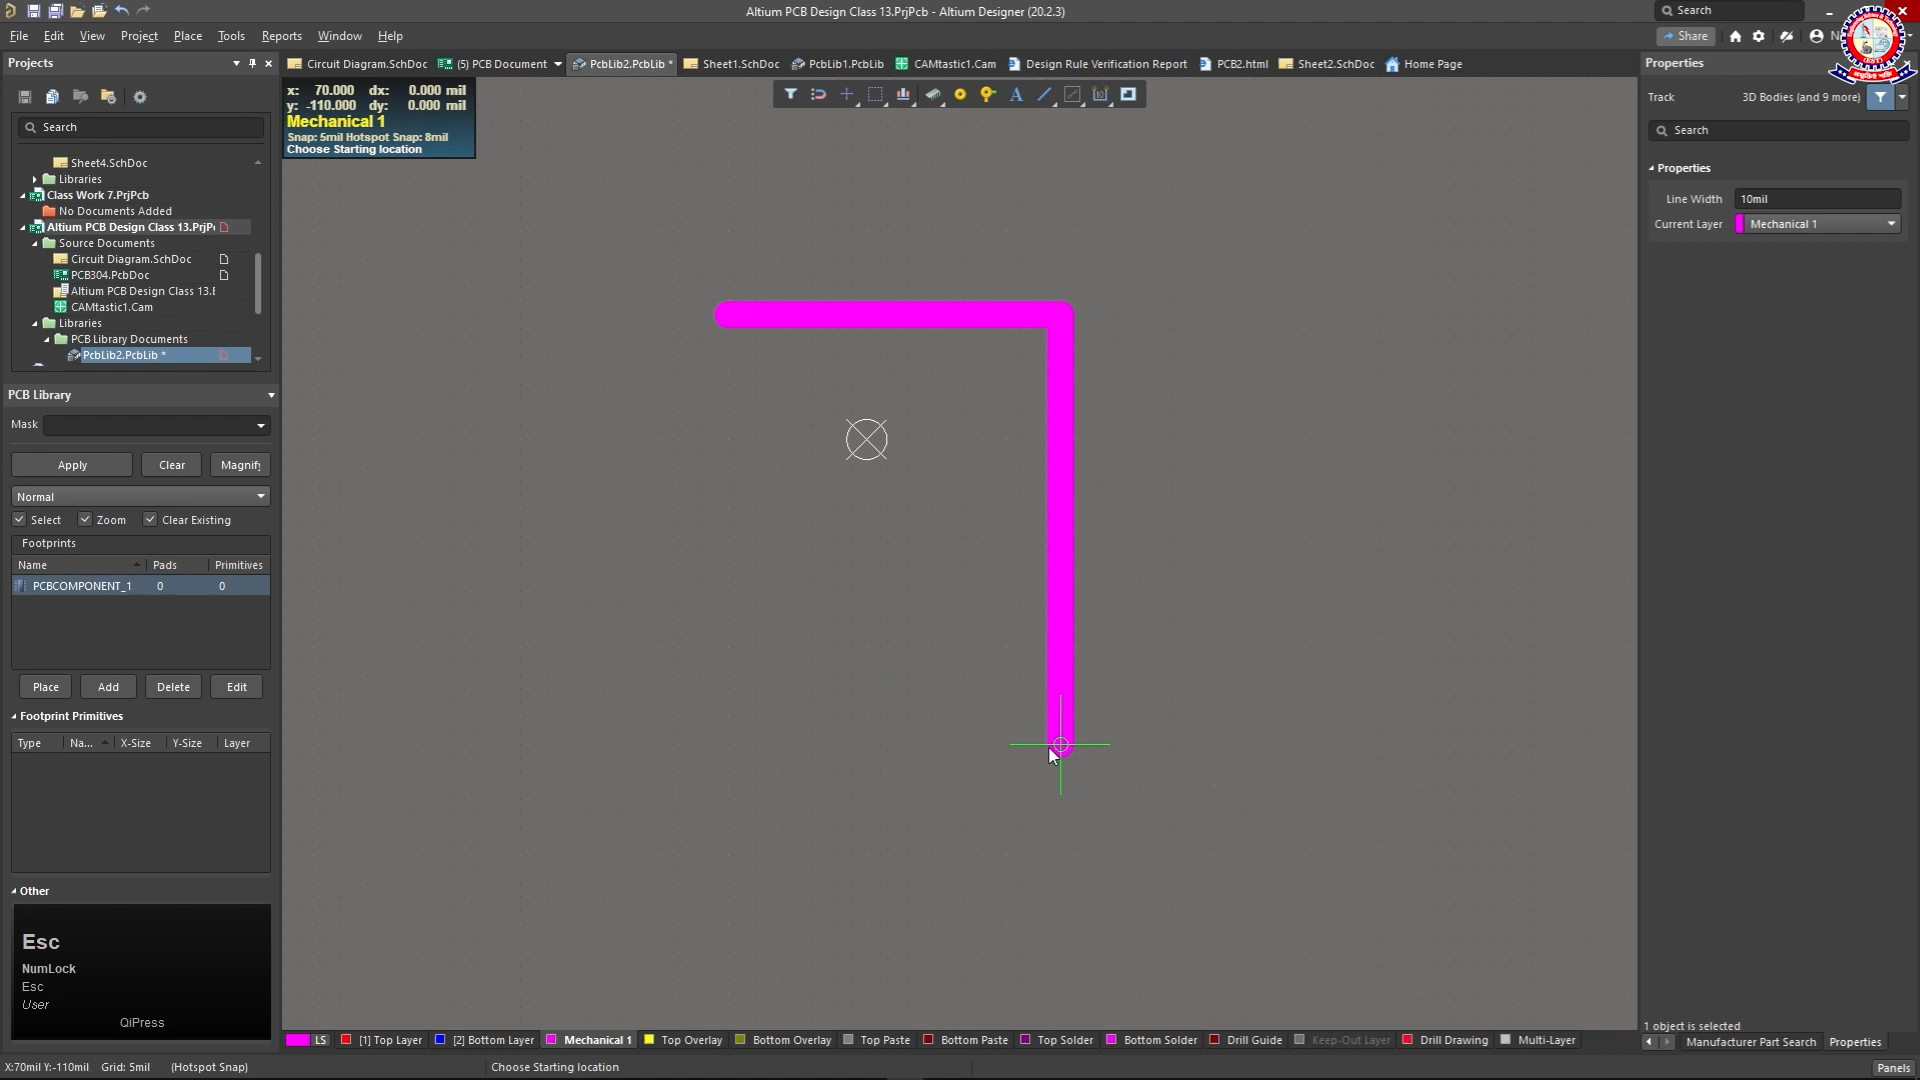 Altium PCB Design Class 13.PrjPcb - Altium Designer (20.2.3)
Search
File Edit View Project Place Tools Reports Window Help
Share
Projects
Circuit Diagram.SchDoc (5) PCB Document PcbLib2.PcbLib * Sheet1.SchDoc PcbLib1.PcbLib CAMtastic1.Cam Design Rule Verification Report PCB2.html Sheet2.SchDoc Home Page
Properties
x: 70.000 dx: 0.000 mil
y: -110.000 dy: 0.000 mil
Mechanical 1
Snap: 5mil Hotspot Snap: 8mil
Choose Starting location
Track 3D Bodies (and 9 more)
Search
Search
Sheet4.SchDoc
Libraries
Class Work 7.PrjPcb
No Documents Added
Altium PCB Design Class 13.PrjP
Source Documents
Circuit Diagram.SchDoc
PCB304.PcbDoc
Altium PCB Design Class 13.
CAMtastic1.Cam
Libraries
PCB Library Documents
PcbLib2.PcbLib *
Properties
Line Width 10mil
Current Layer Mechanical 1
PCB Library
Mask
Apply Clear Magnify
Normal
Select Zoom Clear Existing
Footprints
Name Pads Primitives
PCBCOMPONENT_1 0 0
Place Add Delete Edit
Footprint Primitives
Type Na... X-Size Y-Size Layer
Other
Esc
NumLock
Esc
User
QiPress
LS [1] Top Layer [2] Bottom Layer Mechanical 1 Top Overlay Bottom Overlay Top Paste Bottom Paste Top Solder Bottom Solder Drill Guide Keep-Out Layer Drill Drawing Multi-Layer
1 object is selected
Manufacturer Part Search Properties
X:70mil Y:-110mil Grid: 5mil (Hotspot Snap) Choose Starting location
Panels